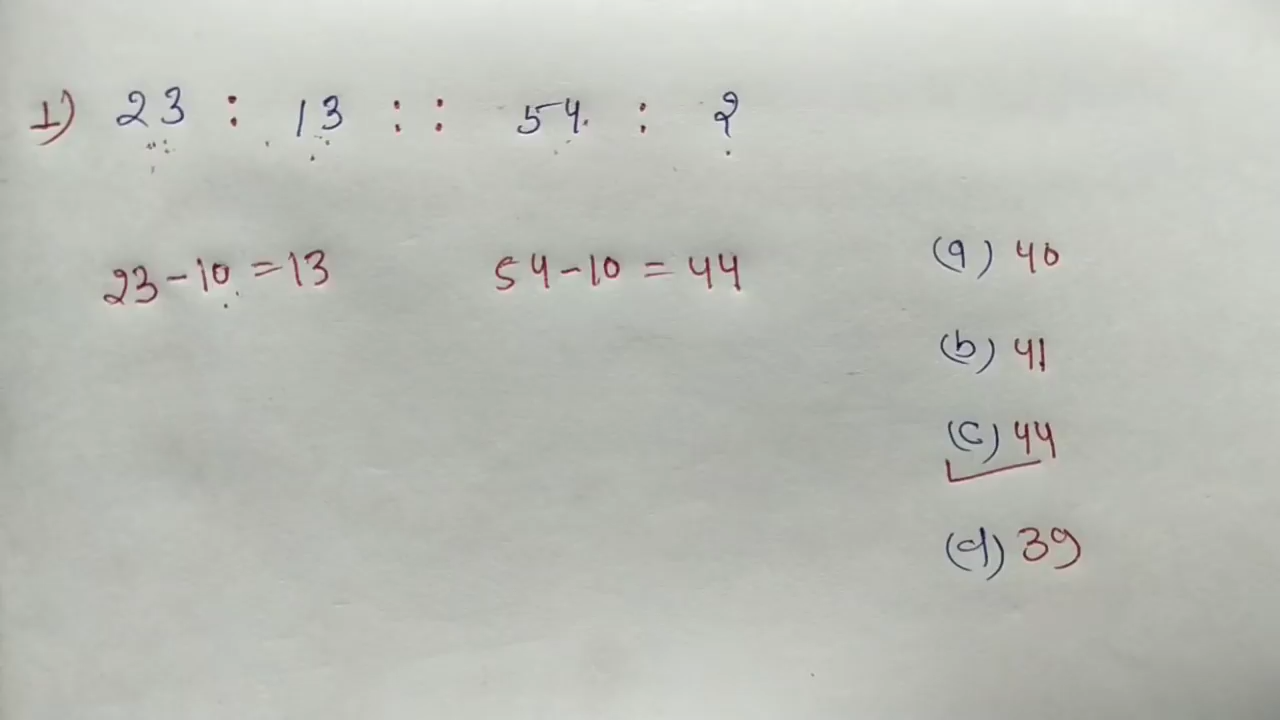 1) 23 : 13 :: 54 : ?
23 - 10 = 13 54 - 10 = 44
(a) 40
(b) 41
(c) 44
(d) 39